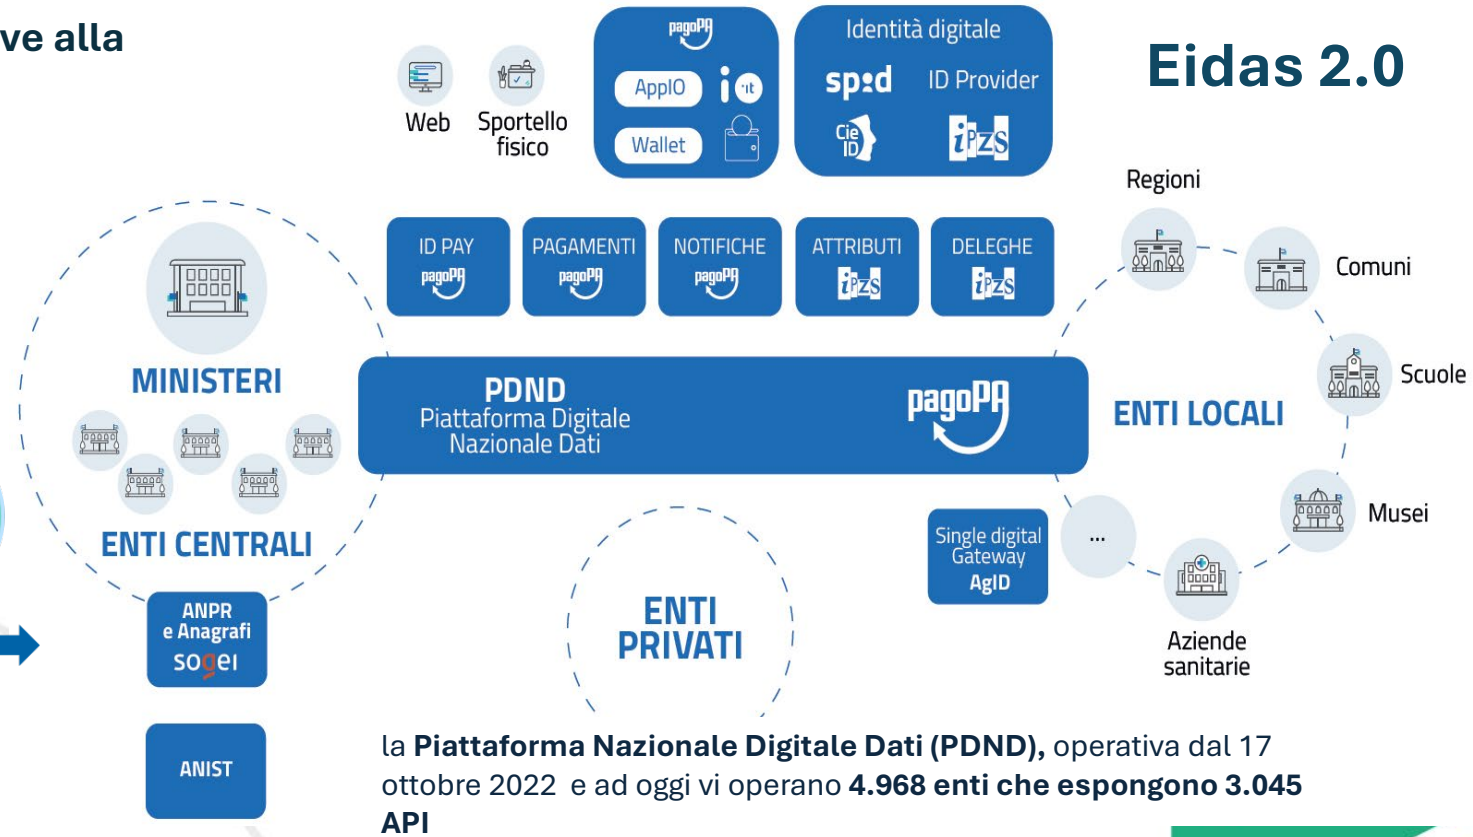 ve alla
Eidas 2.0
Web
Sportello
fisico
pagoPA
AppIO
io .it
Wallet
Identità digitale
spid
ID Provider
Cie
ID
iPzS
ID PAY
pagoPA
PAGAMENTI
pagoPA
NOTIFICHE
pagoPA
ATTRIBUTI
iPzS
DELEGHE
iPzS
MINISTERI
ENTI CENTRALI
PDND
Piattaforma Digitale
Nazionale Dati
pagoPA
ENTI LOCALI
Regioni
Comuni
Scuole
Musei
Aziende
sanitarie
...
Single digital
Gateway
AgID
ENTI
PRIVATI
ANPR
e Anagrafi
sogei
ANIST
la Piattaforma Nazionale Digitale Dati (PDND), operativa dal 17
ottobre 2022 e ad oggi vi operano 4.968 enti che espongono 3.045
API